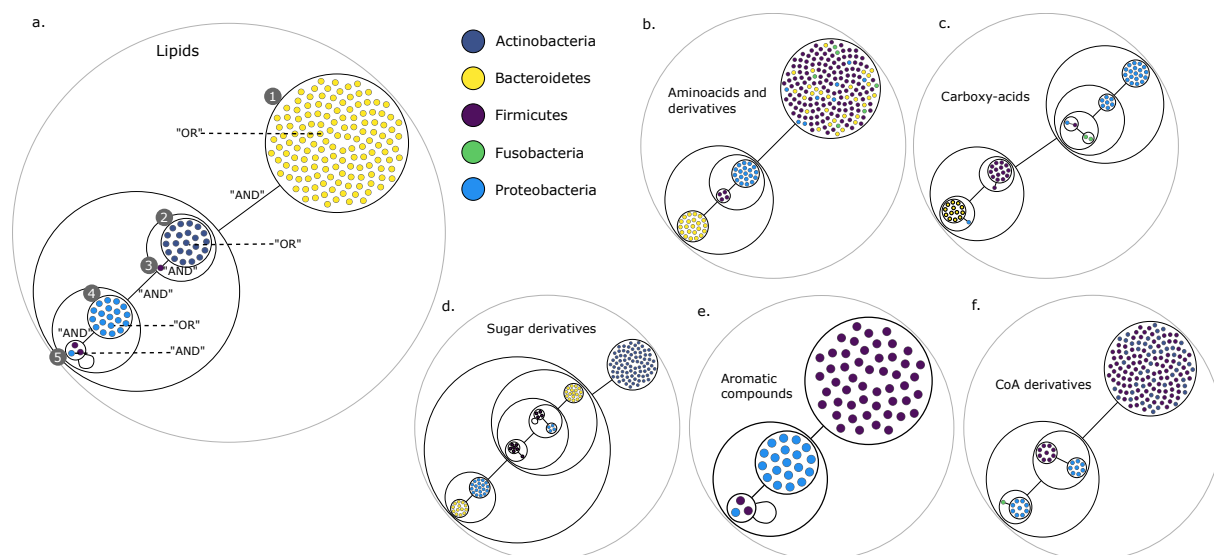 a.
Lipids
1
"OR"
"AND"
2
"OR"
3
"AND"
"AND"
4
"AND"
"OR"
"AND"
5
Actinobacteria
Bacteroidetes
Firmicutes
Fusobacteria
Proteobacteria
b.
Aminoacids and
derivatives
c.
Carboxy-acids
d.
Sugar derivatives
e.
Aromatic
compounds
f.
CoA derivatives